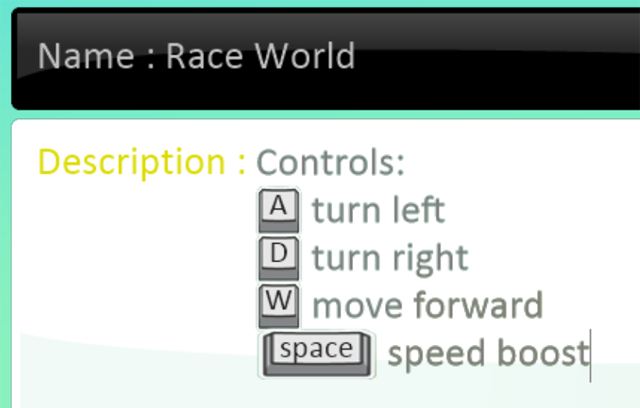 Name : Race World
Description : Controls:
A turn left
D turn right
W move forward
space speed boost